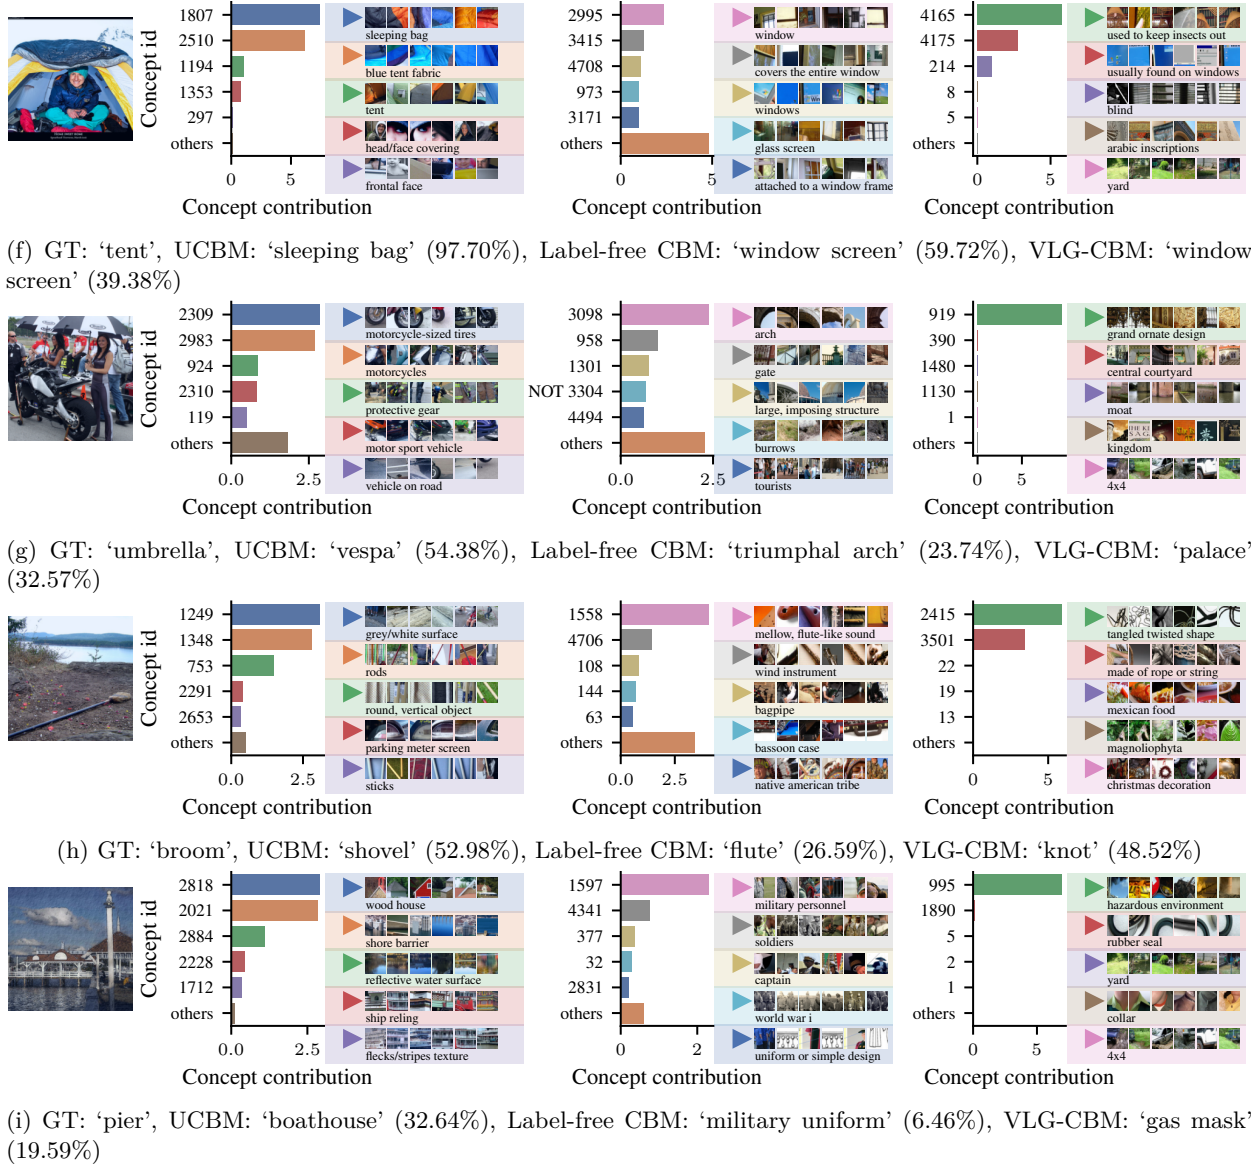 Concept id
1807
2510
1194
1353
297
others
0 5
Concept contribution
sleeping bag
blue tent fabric
tent
head/face covering
frontal face
2995
3415
4708
973
3171
others
0 5
Concept contribution
window
covers the entire window
windows
glass screen
attached to a window frame
4165
4175
214
8
5
others
0 5
Concept contribution
used to keep insects out
usually found on windows
blind
arabic inscriptions
yard
(f) GT: ‘tent’, UCBM: ‘sleeping bag’ (97.70%), Label-free CBM: ‘window screen’ (59.72%), VLG-CBM: ‘window
screen’ (39.38%)
Concept id
2309
2983
924
2310
119
others
0.0 2.5
Concept contribution
motorcycle-sized tires
motorcycles
protective gear
motor sport vehicle
vehicle on road
3098
958
1301
NOT 3304
4494
others
0.0 2.5
Concept contribution
arch
gate
large, imposing structure
burrows
tourists
919
390
1480
1130
1
others
0 5
Concept contribution
grand ornate design
central courtyard
moat
kingdom
4x4
(g) GT: ‘umbrella’, UCBM: ‘vespa’ (54.38%), Label-free CBM: ‘triumphal arch’ (23.74%), VLG-CBM: ‘palace’
(32.57%)
Concept id
1249
1348
753
2291
2653
others
0.0 2.5
Concept contribution
grey/white surface
rods
round, vertical object
parking meter screen
sticks
1558
4706
108
144
63
others
0.0 2.5
Concept contribution
mellow, flute-like sound
wind instrument
bagpipe
bassoon case
native american tribe
2415
3501
22
19
13
others
0 5
Concept contribution
tangled twisted shape
made of rope or string
mexican food
magnoliophyta
christmas decoration
(h) GT: ‘broom’, UCBM: ‘shovel’ (52.98%), Label-free CBM: ‘flute’ (26.59%), VLG-CBM: ‘knot’ (48.52%)
Concept id
2818
2021
2884
2228
1712
others
0.0 2.5
Concept contribution
wood house
shore barrier
reflective water surface
ship reling
flecks/stripes texture
1597
4341
377
32
2831
others
0 2
Concept contribution
military personnel
soldiers
captain
world war i
uniform or simple design
995
1890
5
2
1
others
0 5
Concept contribution
hazardous environment
rubber seal
yard
collar
4x4
(i) GT: ‘pier’, UCBM: ‘boathouse’ (32.64%), Label-free CBM: ‘military uniform’ (6.46%), VLG-CBM: ‘gas mask’
(19.59%)